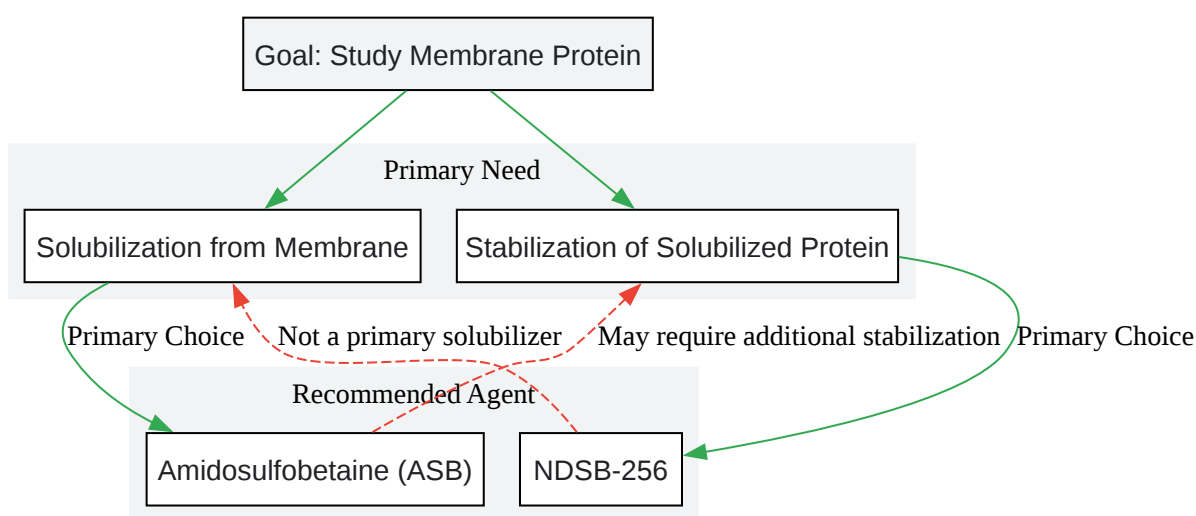 Goal: Study Membrane Protein
Primary Need
Solubilization from Membrane
Stabilization of Solubilized Protein
Primary Choice
Not a primary solubilizer
May require additional stabilization
Primary Choice
Recommended Agent
Amidosulfobetaine (ASB)
NDSB-256